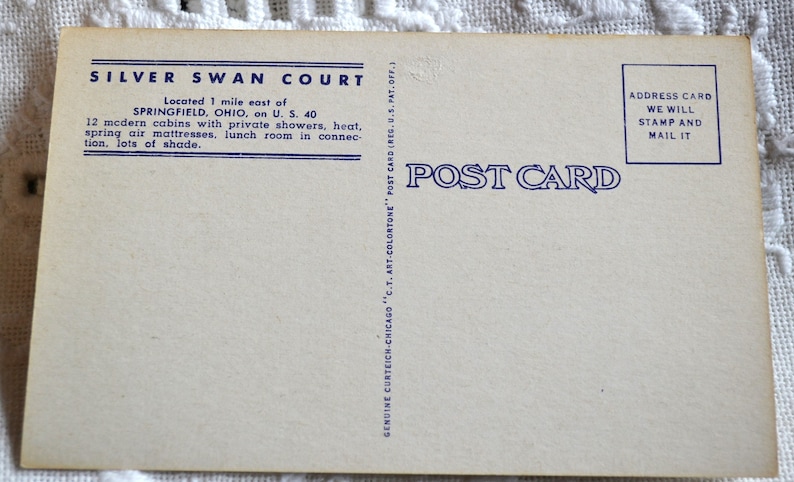 SILVER SWAN COURT
Located 1 mile east of
SPRINGFIELD, OHIO, on U. S. 40
12 modern cabins with private showers, heat,
spring air mattresses, lunch room in connec-
tion, lots of shade.
GENUINE CURTEICH-CHICAGO "C.T. ART-COLORTONE" POST CARD (REG. U.S. PAT. OFF.)
POST CARD
ADDRESS CARD
WE WILL
STAMP AND
MAIL IT